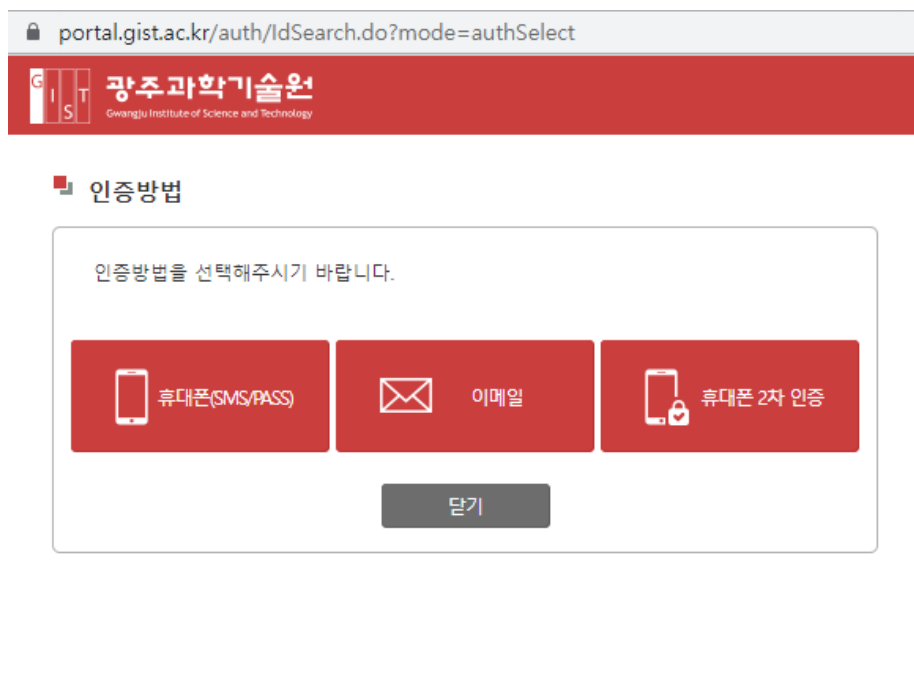 portal.gist.ac.kr/auth/IdSearch.do?mode=authSelect
GIST 광주과학기술원
Gwangju Institute of Science and Technology
인증방법
인증방법을 선택해주시기 바랍니다.
휴대폰(SMS/PASS)
이메일
휴대폰 2차 인증
닫기